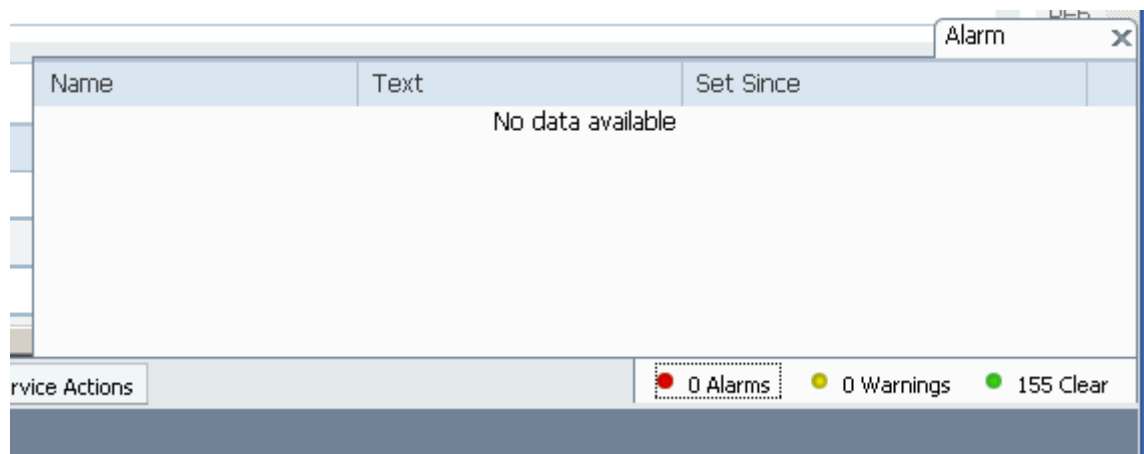 Alarm
Name Text Set Since
No data available
rvice Actions
0 Alarms 0 Warnings 155 Clear